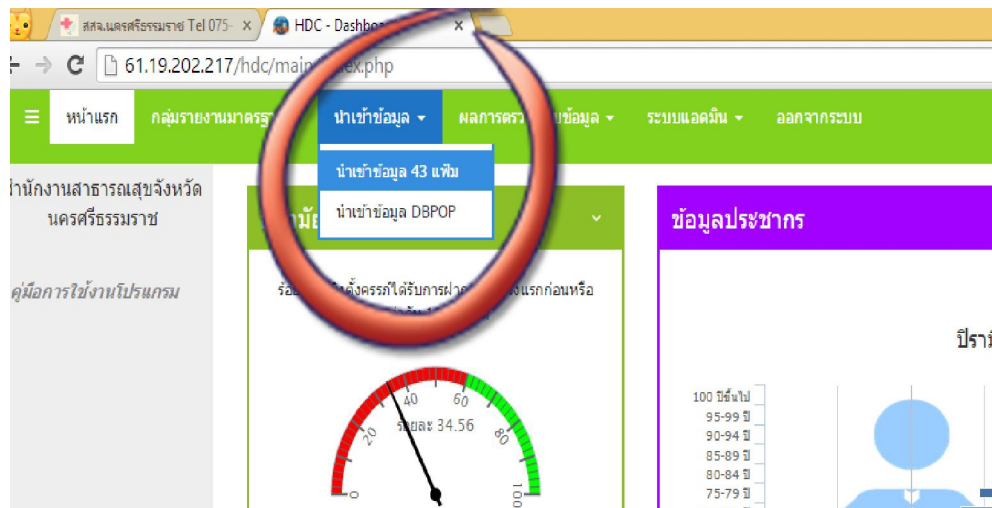 สสจ.นครศรีธรรมราช Tel 075-
HDC - Dashbo
61.19.202.217/hdc/main
ex.php
หน้าแรก
กลุ่มรายงานมาตรฐ
นำเข้าข้อมูล
ผลการตรว
ข้อมูล
ระบบแอดมิน
ออกจากระบบ
นำเข้าข้อมูล 43 แฟ้ม
นำเข้าข้อมูล DBPOP
สำนักงานสาธารณสุขจังหวัด
นครศรีธรรมราช
คู่มือการใช้งานโปรแกรม
ข้อมูลประชากร
ตั้งครรภ์ได้รับการฝาก
แรกก่อนหรือ
ปิรามิ
40
60
20
80
0
100
ร้อยละ 34.56
100 ปีขึ้นไป
95-99 ปี
90-94 ปี
85-89 ปี
80-84 ปี
75-79 ปี